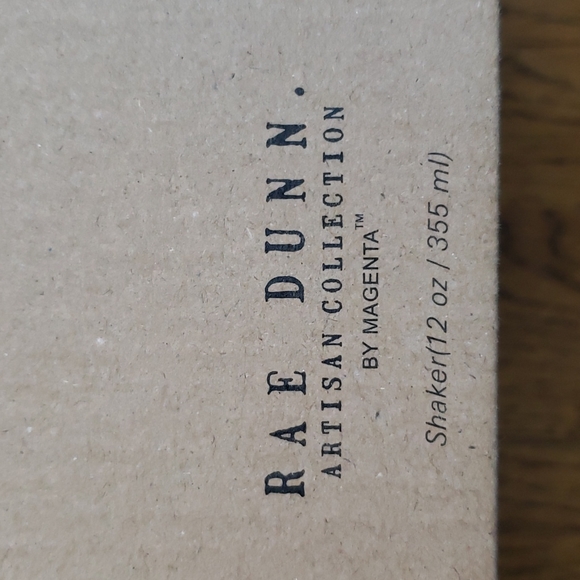 RAE DUNN.
ARTISAN COLLECTION
BY MAGENTA™
Shaker(12 oz / 355 ml)